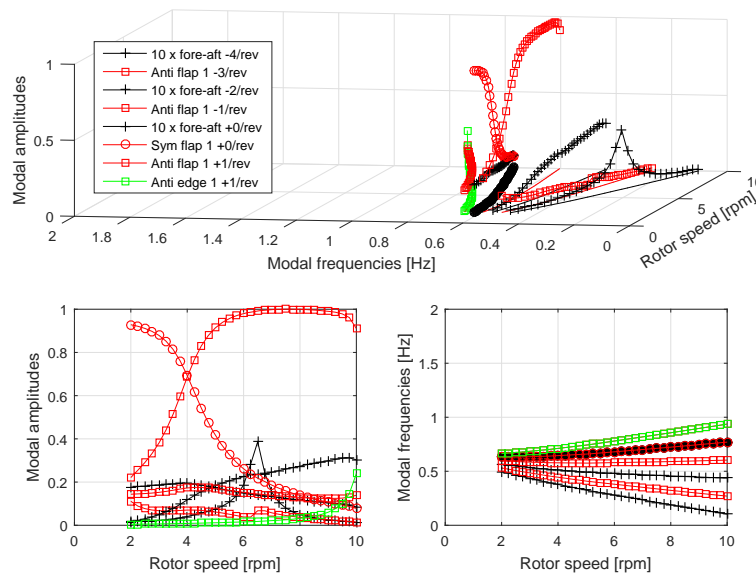 1
0.5
0
Modal amplitudes
10 x fore-aft -4/rev
Anti flap 1 -3/rev
10 x fore-aft -2/rev
Anti flap 1 -1/rev
10 x fore-aft +0/rev
Sym flap 1 +0/rev
Anti flap 1 +1/rev
Anti edge 1 +1/rev
2
1.8
1.6
1.4
1.2
1
0.8
0.6
0.4
0.2
0
Modal frequencies [Hz]
0
5
10
Rotor speed [rpm]
1
0.8
0.6
0.4
0.2
0
Modal amplitudes
0
2
4
6
8
10
Rotor speed [rpm]
2
1.5
1
0.5
0
Modal frequencies [Hz]
0
2
4
6
8
10
Rotor speed [rpm]